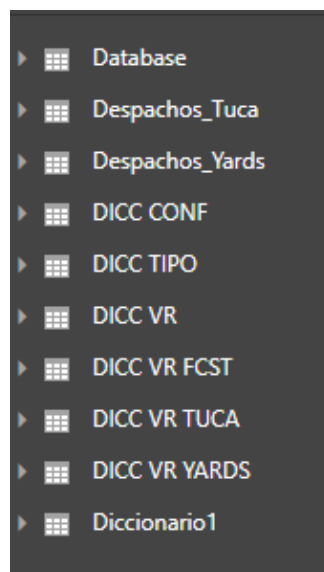 Database
Despachos_Tuca
Despachos_Yards
DICC CONF
DICC TIPO
DICC VR
DICC VR FCST
DICC VR TUCA
DICC VR YARDS
Diccionario1